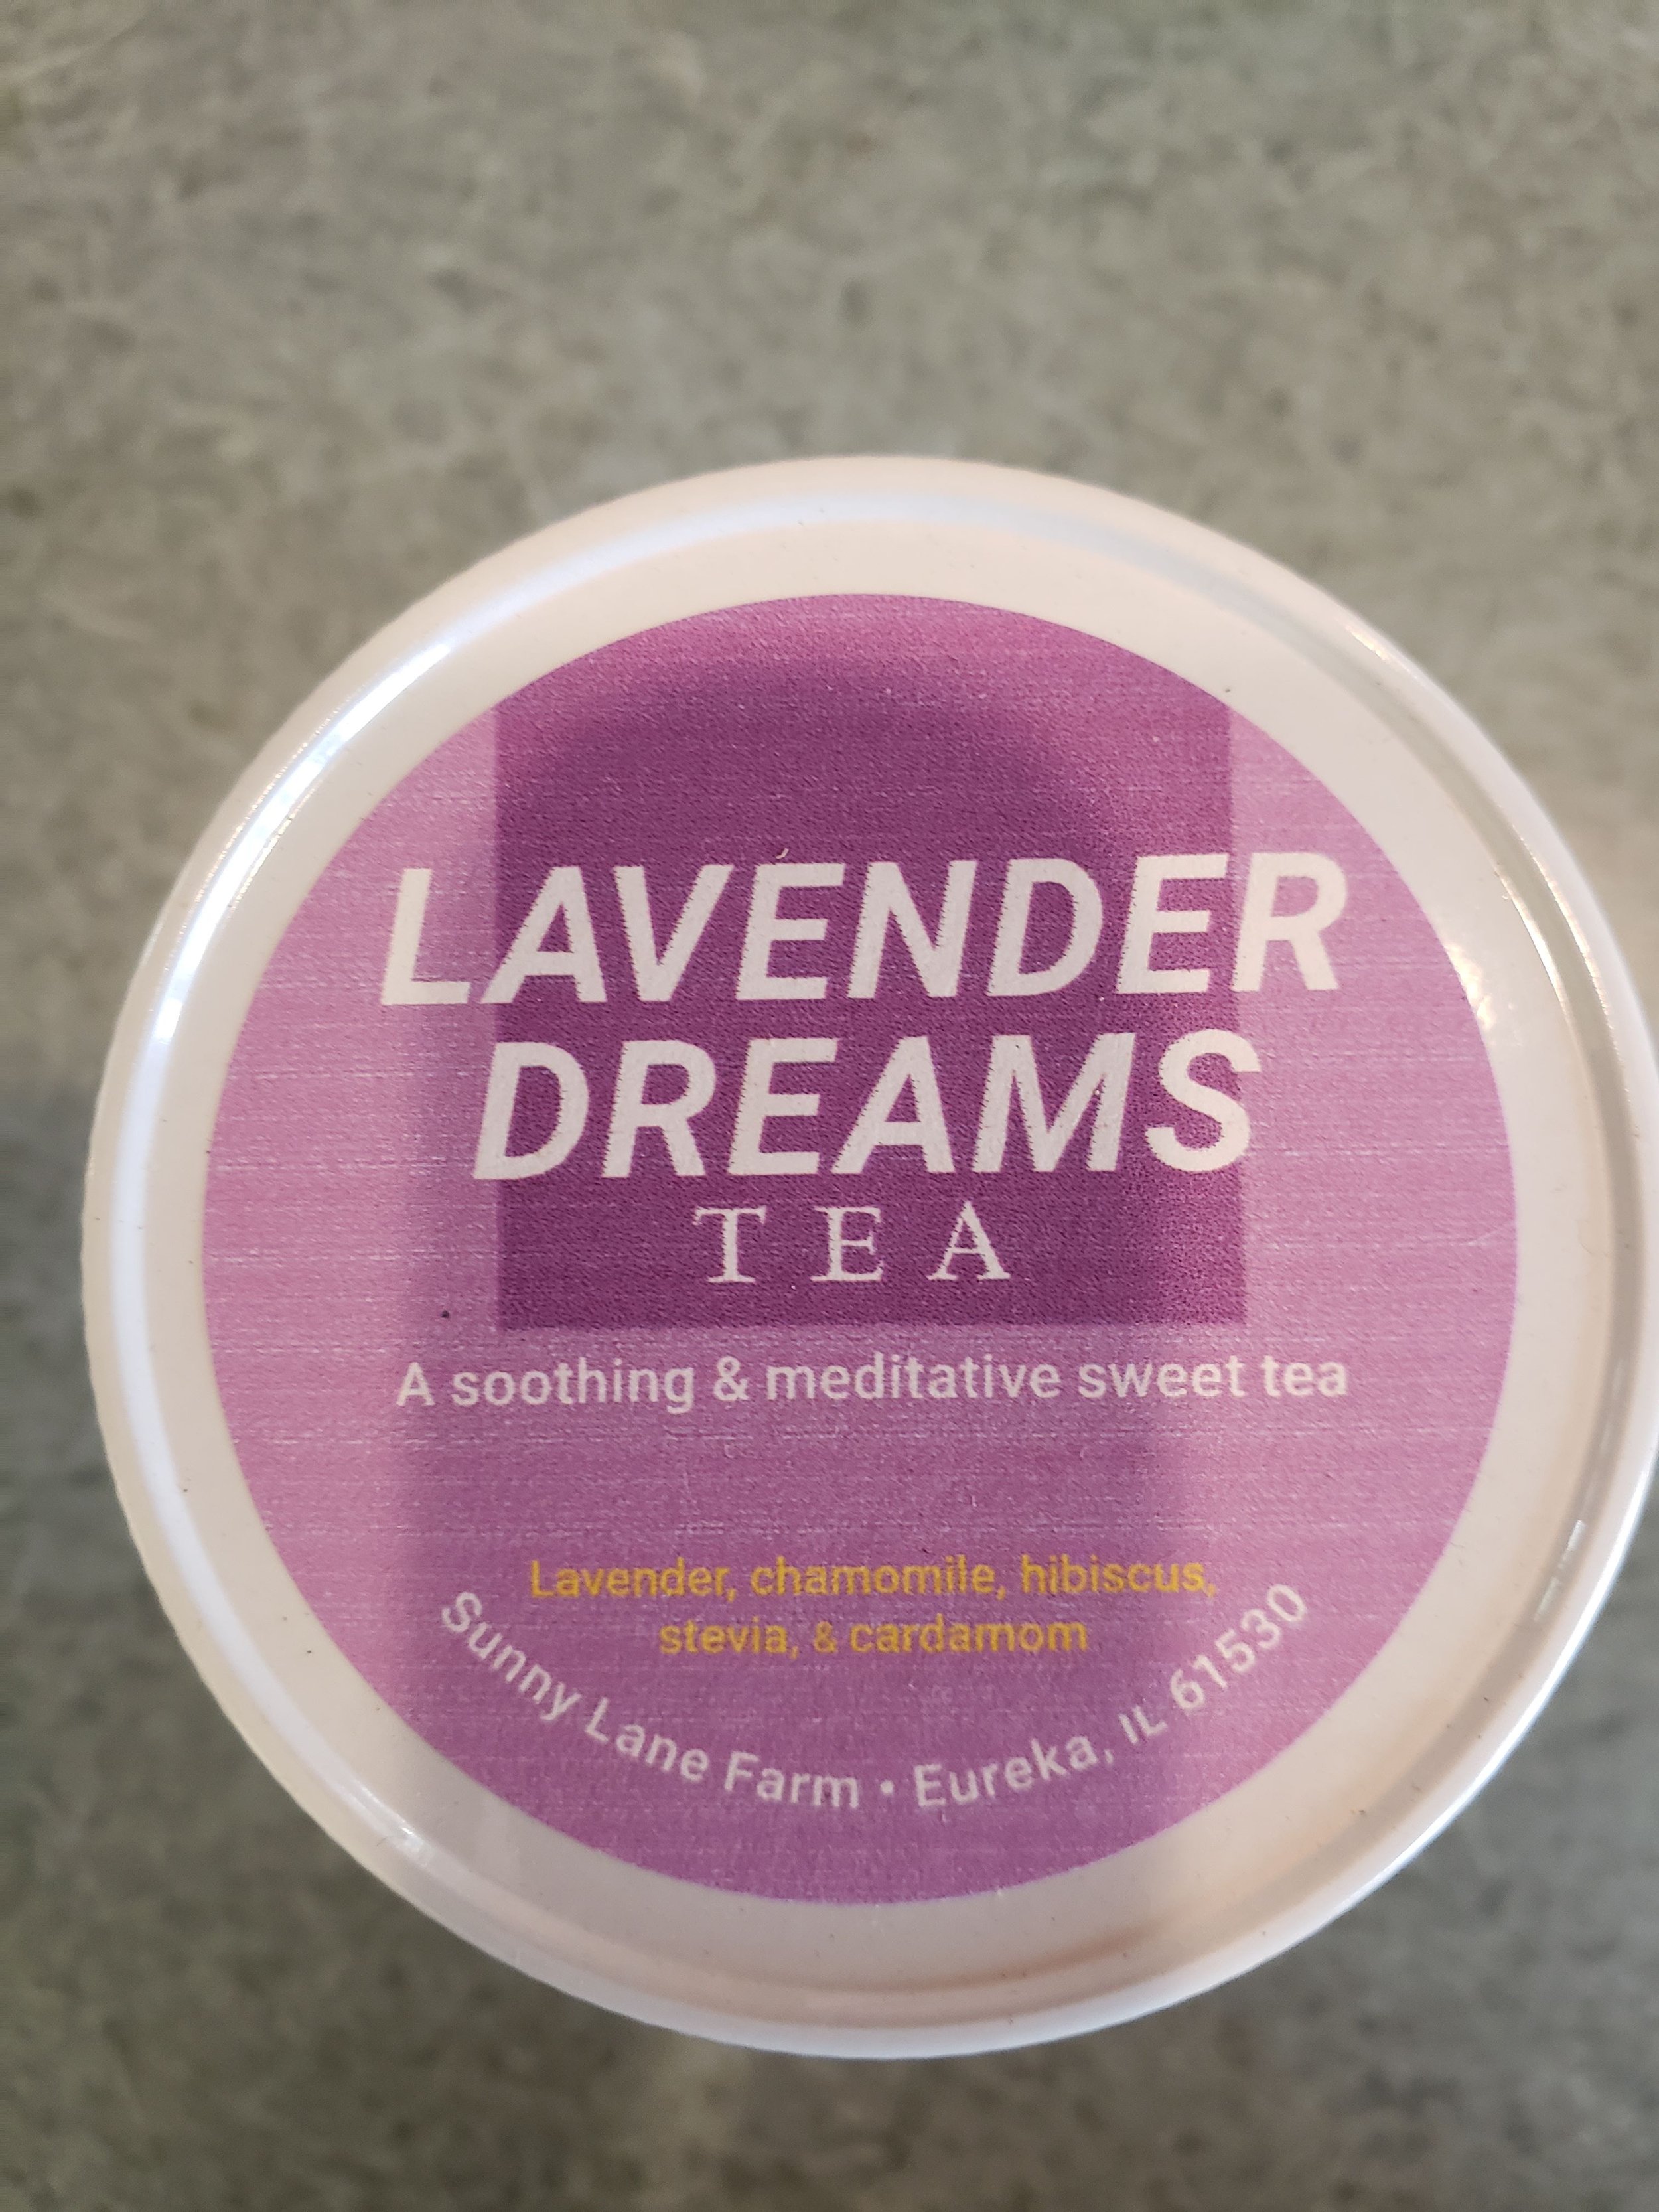 LAVENDER
DREAMS
TEA
A soothing & meditative sweet tea
Lavender, chamomile, hibiscus,
stevia, & cardamom
Sunny Lane Farm • Eureka, IL 61530